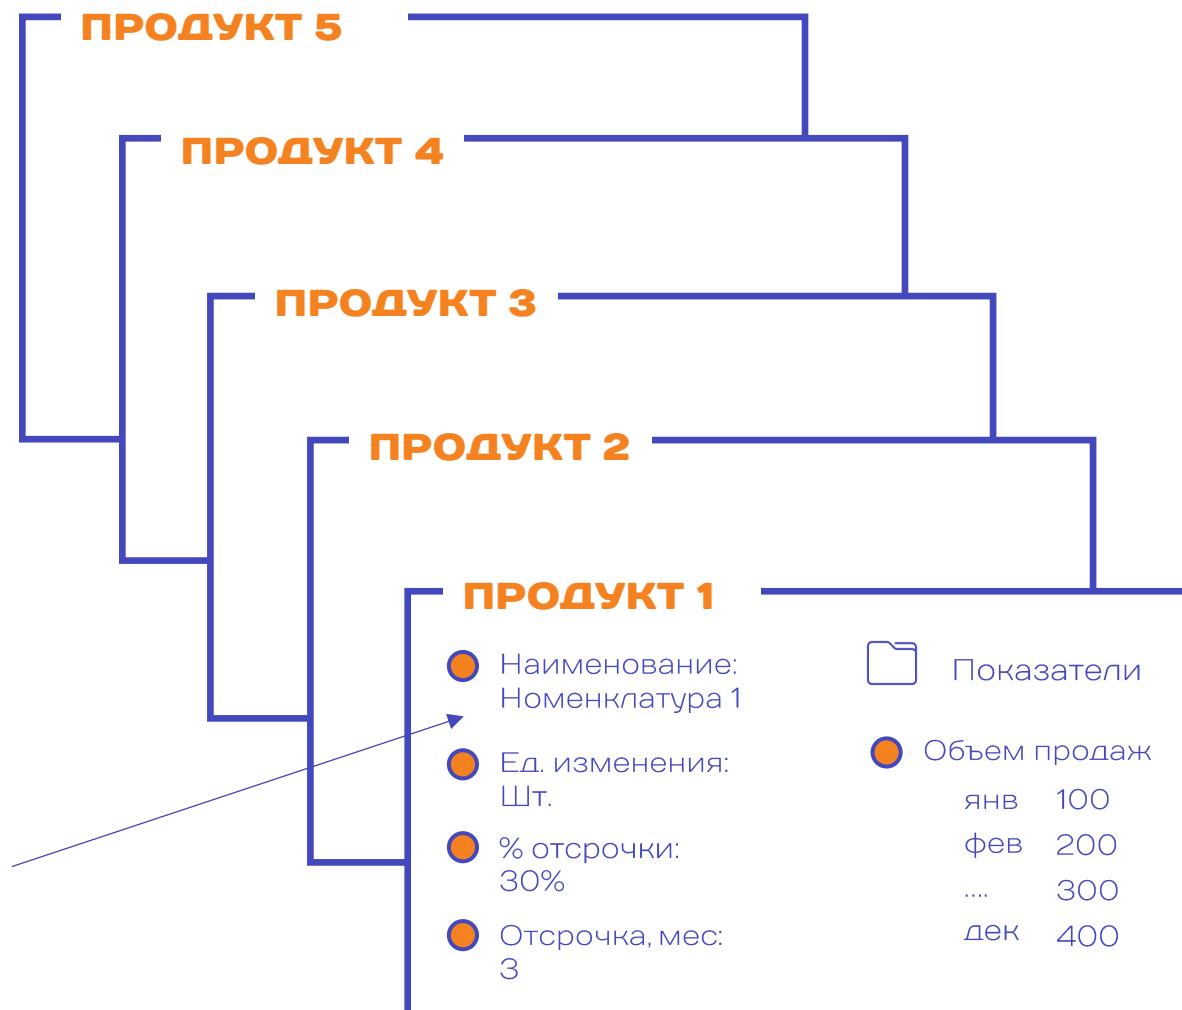 ПРОДУКТ 5
ПРОДУКТ 4
ПРОДУКТ 3
ПРОДУКТ 2
ПРОДУКТ 1
Наименование:
Номенклатура 1
Ед. изменения:
Шт.
% отсрочки:
30%
Отсрочка, мес:
3
Показатели
Объем продаж
янв 100
фев 200
.... 300
дек 400